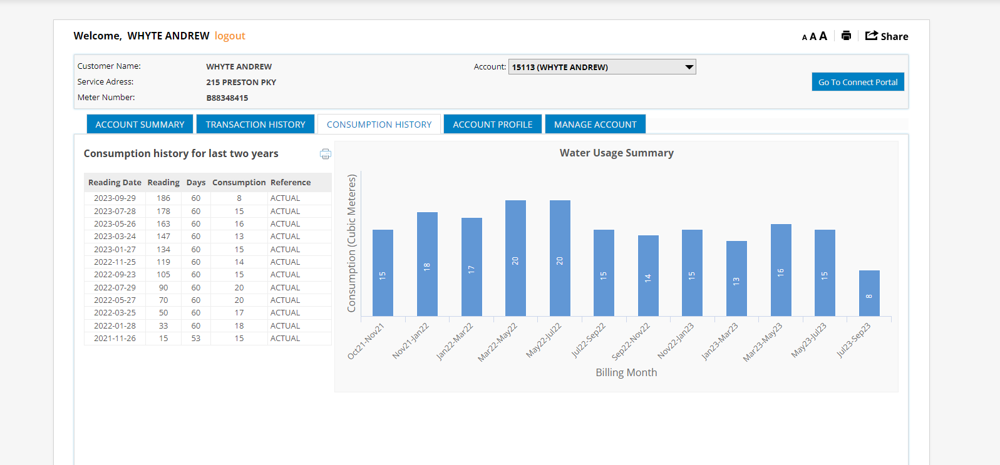 Welcome, WHYTE ANDREW logout
A A A Share
Customer Name: WHYTE ANDREW
Account: 15113 (WHYTE ANDREW)
Service Adress: 215 PRESTON PKY
Go To Connect Portal
Meter Number: B88348415
ACCOUNT SUMMARY TRANSACTION HISTORY CONSUMPTION HISTORY ACCOUNT PROFILE MANAGE ACCOUNT
Consumption history for last two years
Reading Date Reading Days Consumption Reference
2023-09-29 186 60 8 ACTUAL
2023-07-28 178 60 15 ACTUAL
2023-05-26 163 60 16 ACTUAL
2023-03-24 147 60 13 ACTUAL
2023-01-27 134 60 15 ACTUAL
2022-11-25 119 60 14 ACTUAL
2022-09-23 105 60 15 ACTUAL
2022-07-29 90 60 20 ACTUAL
2022-05-27 70 60 20 ACTUAL
2022-03-25 50 60 17 ACTUAL
2022-01-28 33 60 18 ACTUAL
2021-11-26 15 53 15 ACTUAL
Water Usage Summary
Consumption (Cubic Meteres)
15 18 17 20 20 15 14 15 13 16 15 8
Oct21-Nov21 Nov21-Jan22 Jan22-Mar22 Mar22-May22 May22-Jul22 Jul22-Sep22 Sep22-Nov22 Nov22-Jan23 Jan23-Mar23 Mar23-May23 May23-Jul23 Jul23-Sep23
Billing Month